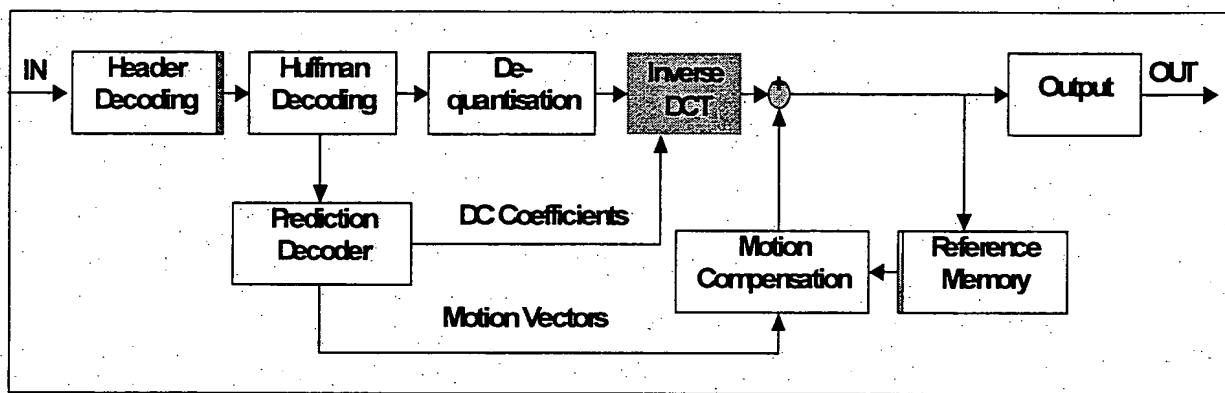 IN
Header
Decoding
Huffman
Decoding
De-
quantisation
Inverse
DCT
+
Output
OUT
Prediction
Decoder
DC Coefficients
Motion
Compensation
Reference
Memory
Motion Vectors